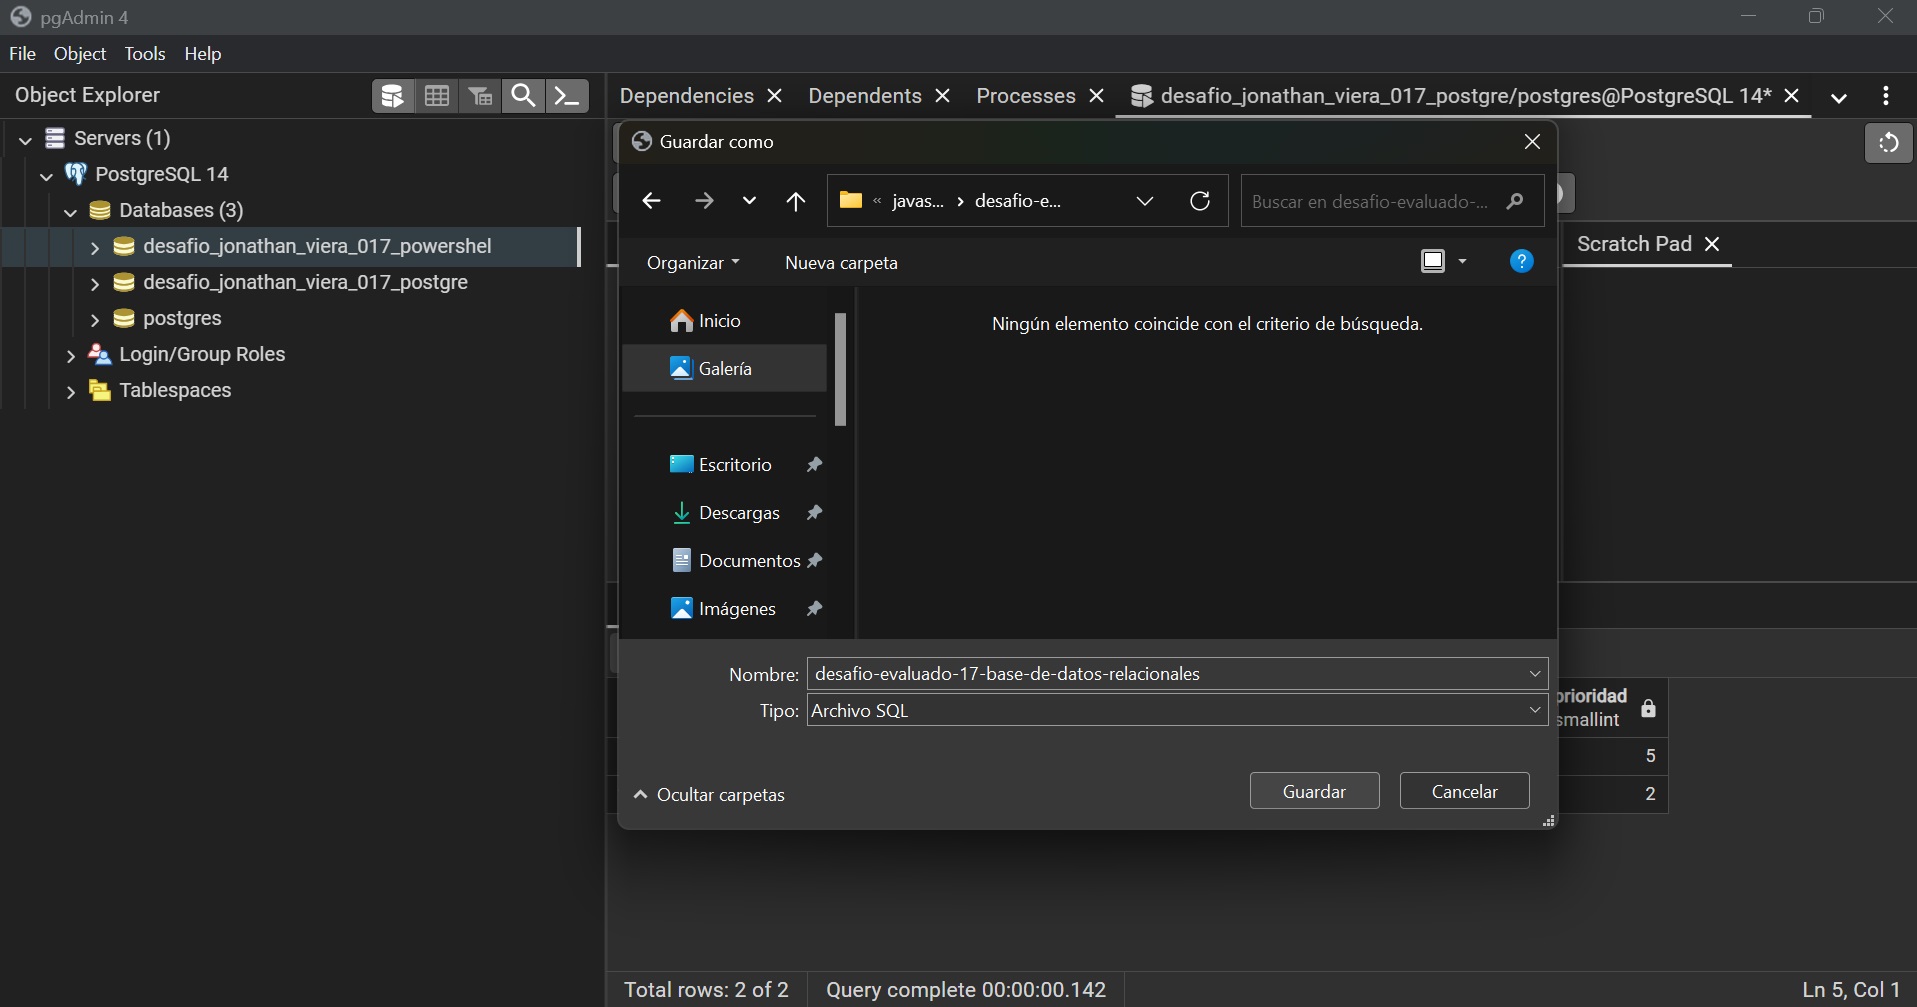 pgAdmin 4
File Object Tools Help
Object Explorer
Dependencies
Dependents
Processes
desafio_jonathan_viera_017_postgre/postgres@PostgreSQL 14*
Servers (1)
PostgreSQL 14
Databases (3)
desafio_jonathan_viera_017_powershel
desafio_jonathan_viera_017_postgre
postgres
Login/Group Roles
Tablespaces
Guardar como
« javas... > desafio-e...
Buscar en desafio-evaluado-...
Organizar
Nueva carpeta
Inicio
Galería
Escritorio
Descargas
Documentos
Imágenes
Ningún elemento coincide con el criterio de búsqueda.
Nombre: desafio-evaluado-17-base-de-datos-relacionales
Tipo: Archivo SQL
Ocultar carpetas
Guardar
Cancelar
Scratch Pad
prioridad
smallint
5
2
Total rows: 2 of 2
Query complete 00:00:00.142
Ln 5, Col 1